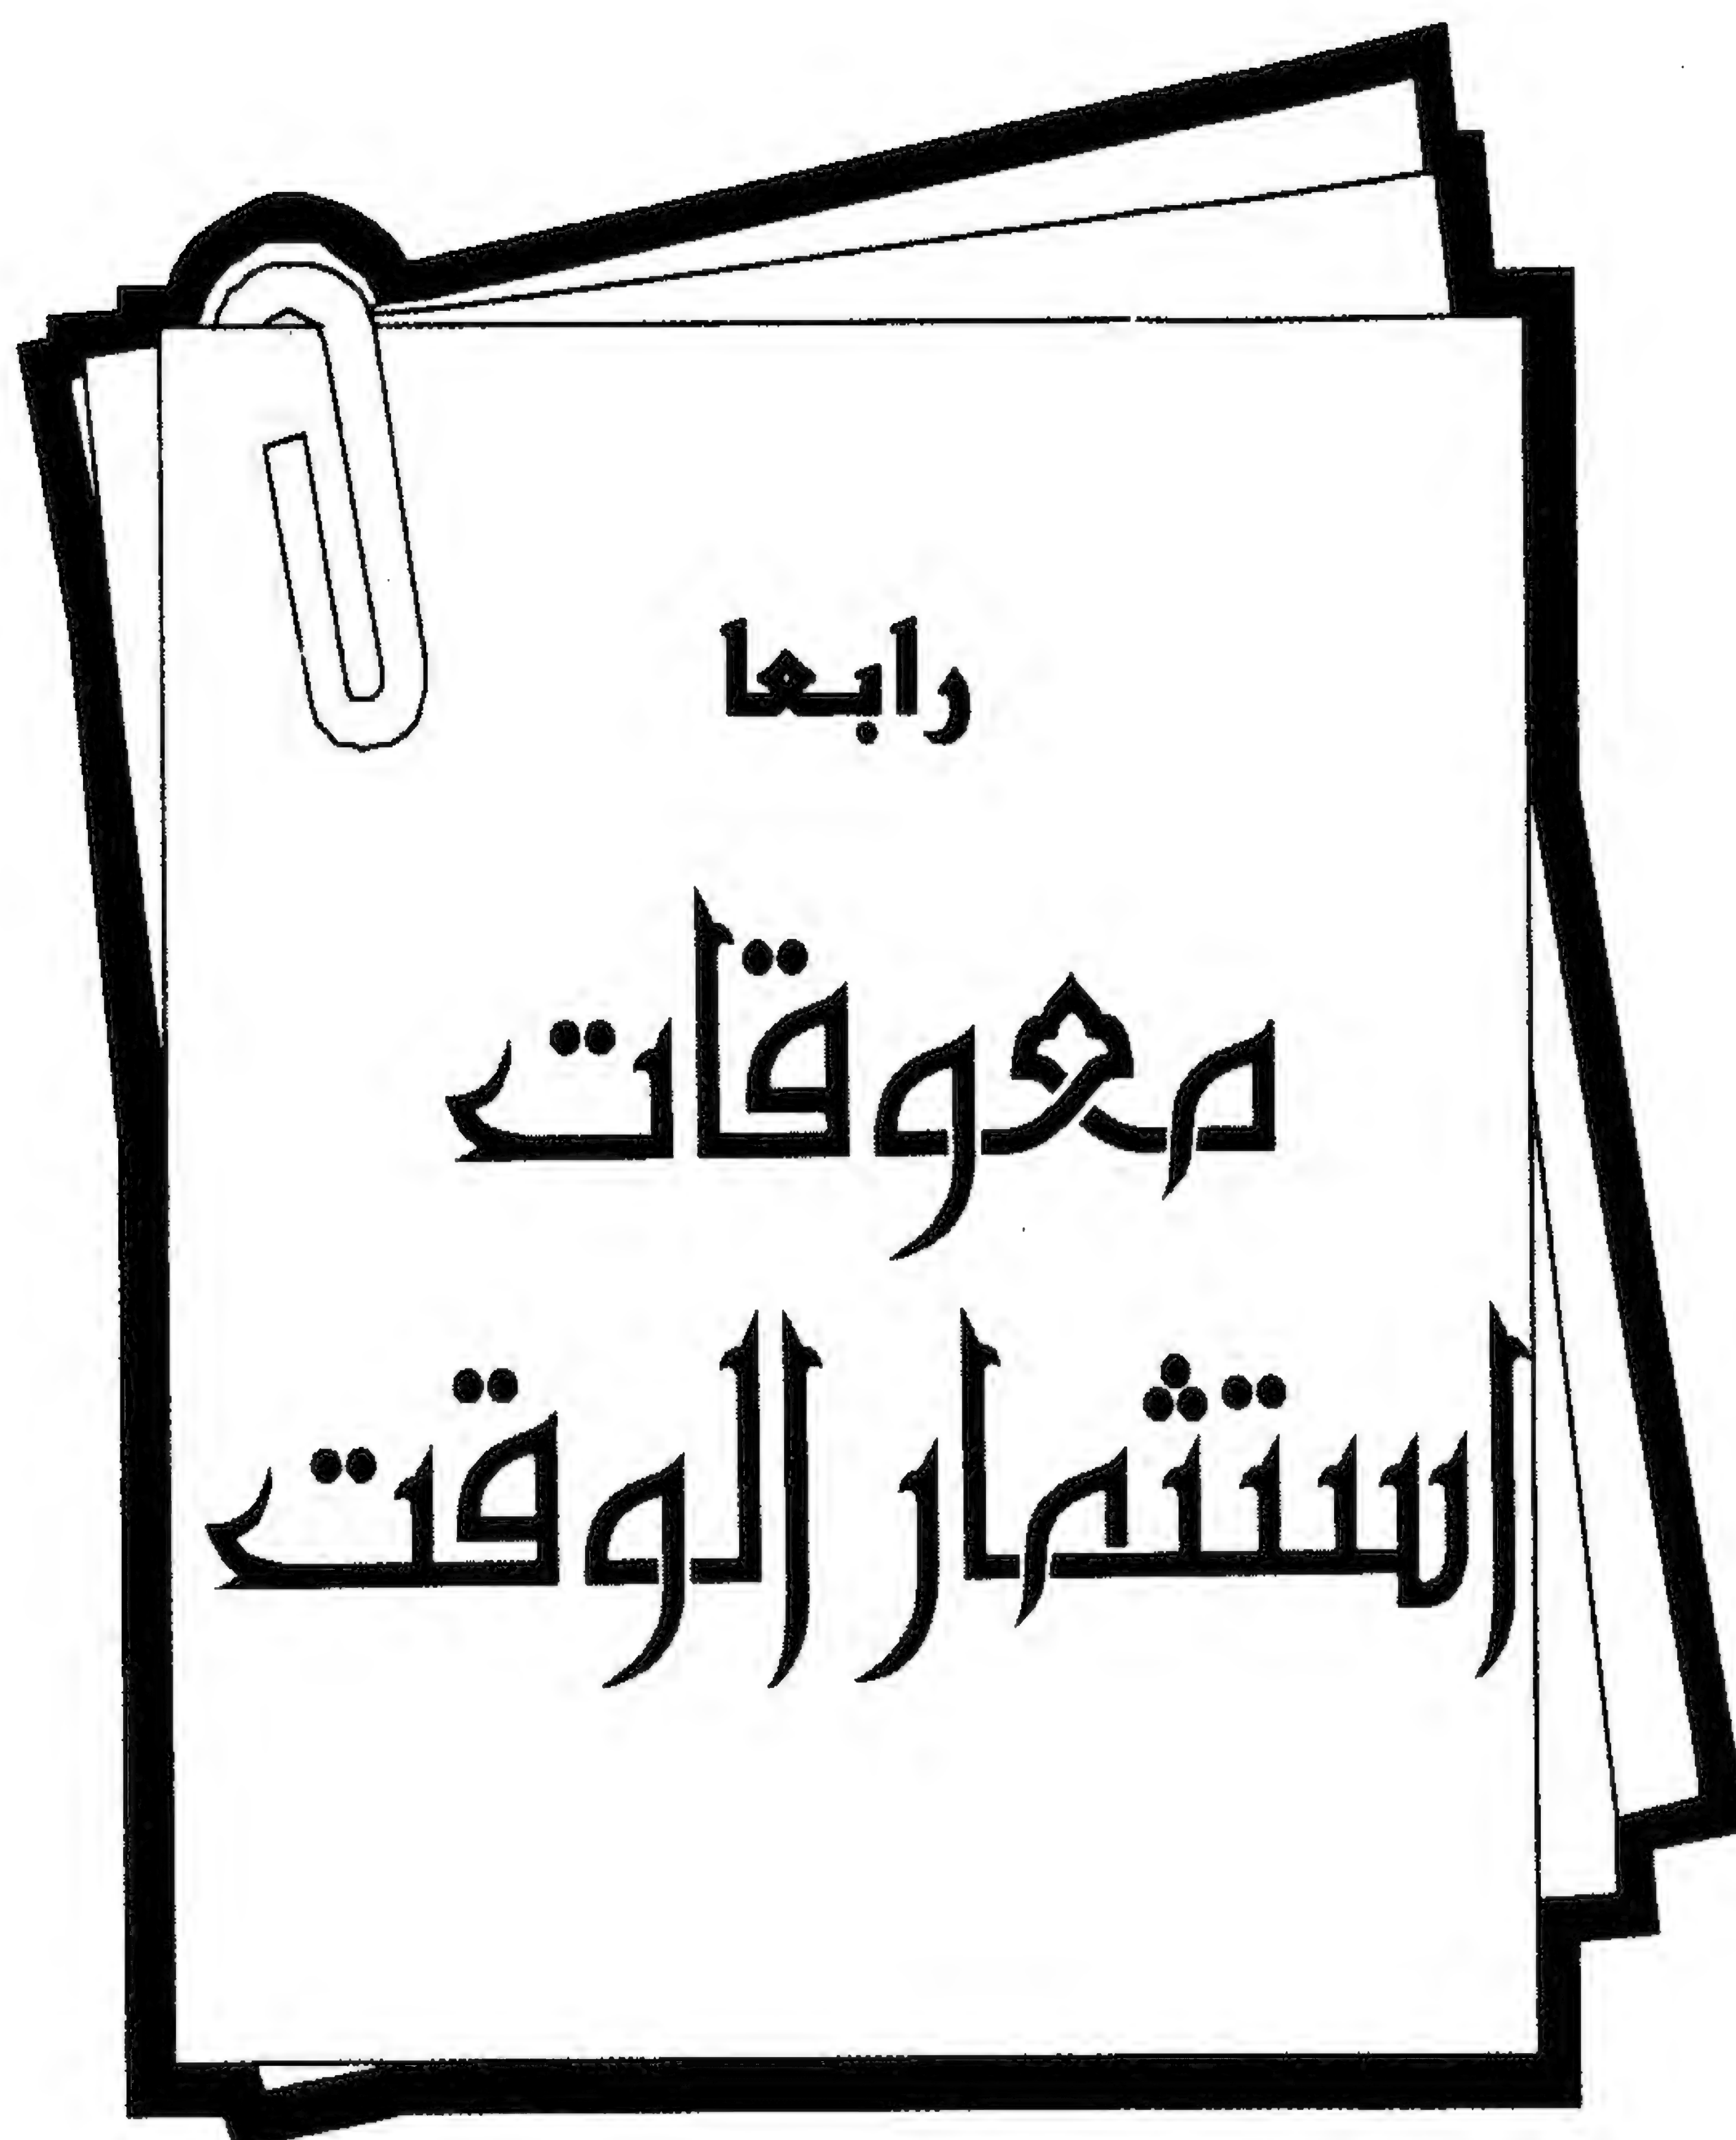 رابعا
معوقات
استثمار الوقت